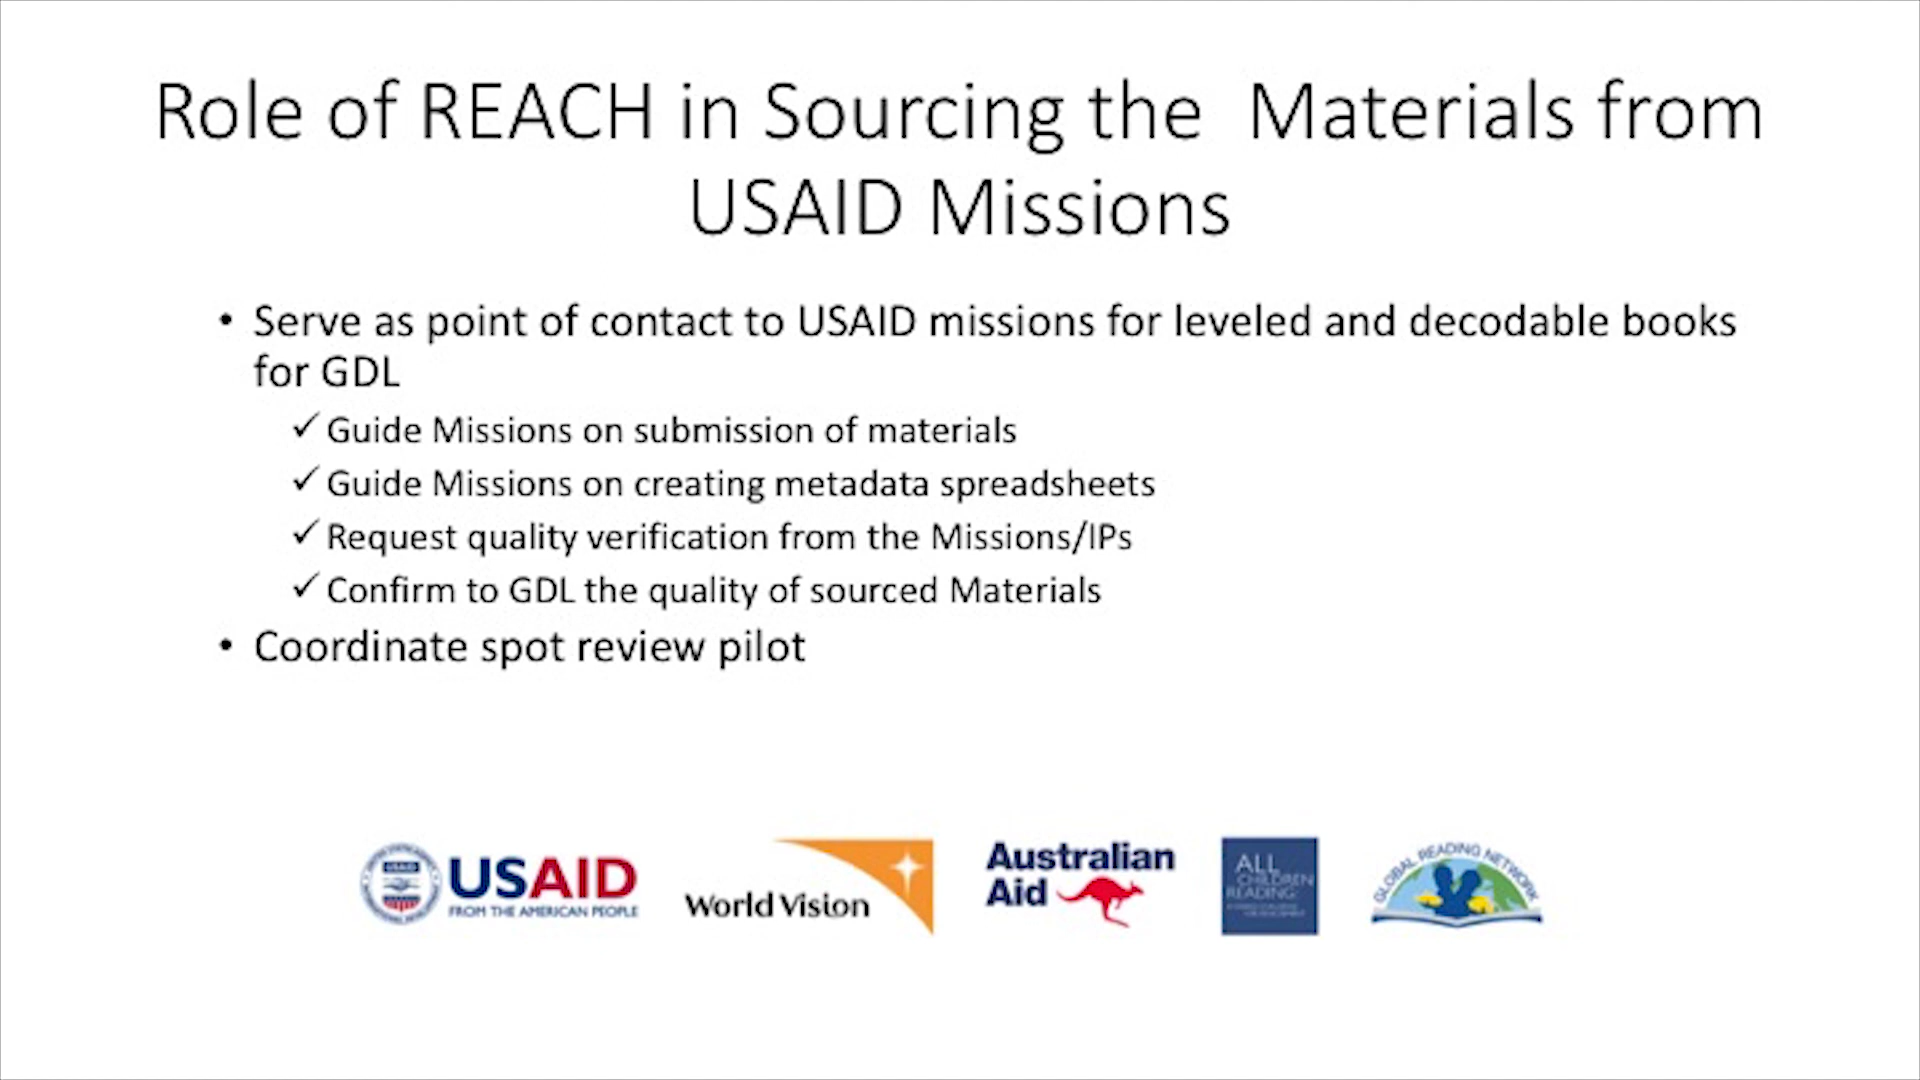 Role of REACH in Sourcing the  Materials from
USAID Missions
• Serve as point of contact to USAID missions for leveled and decodable books
for GDL
✓ Guide Missions on submission of materials
✓ Guide Missions on creating metadata spreadsheets
✓ Request quality verification from the Missions/IPs
✓ Confirm to GDL the quality of sourced Materials
• Coordinate spot review pilot
USAID
USAID
FROM THE AMERICAN PEOPLE
World Vision
Australian
Aid
ALL
CHILDREN
READING:
GLOBAL READING NETWORK